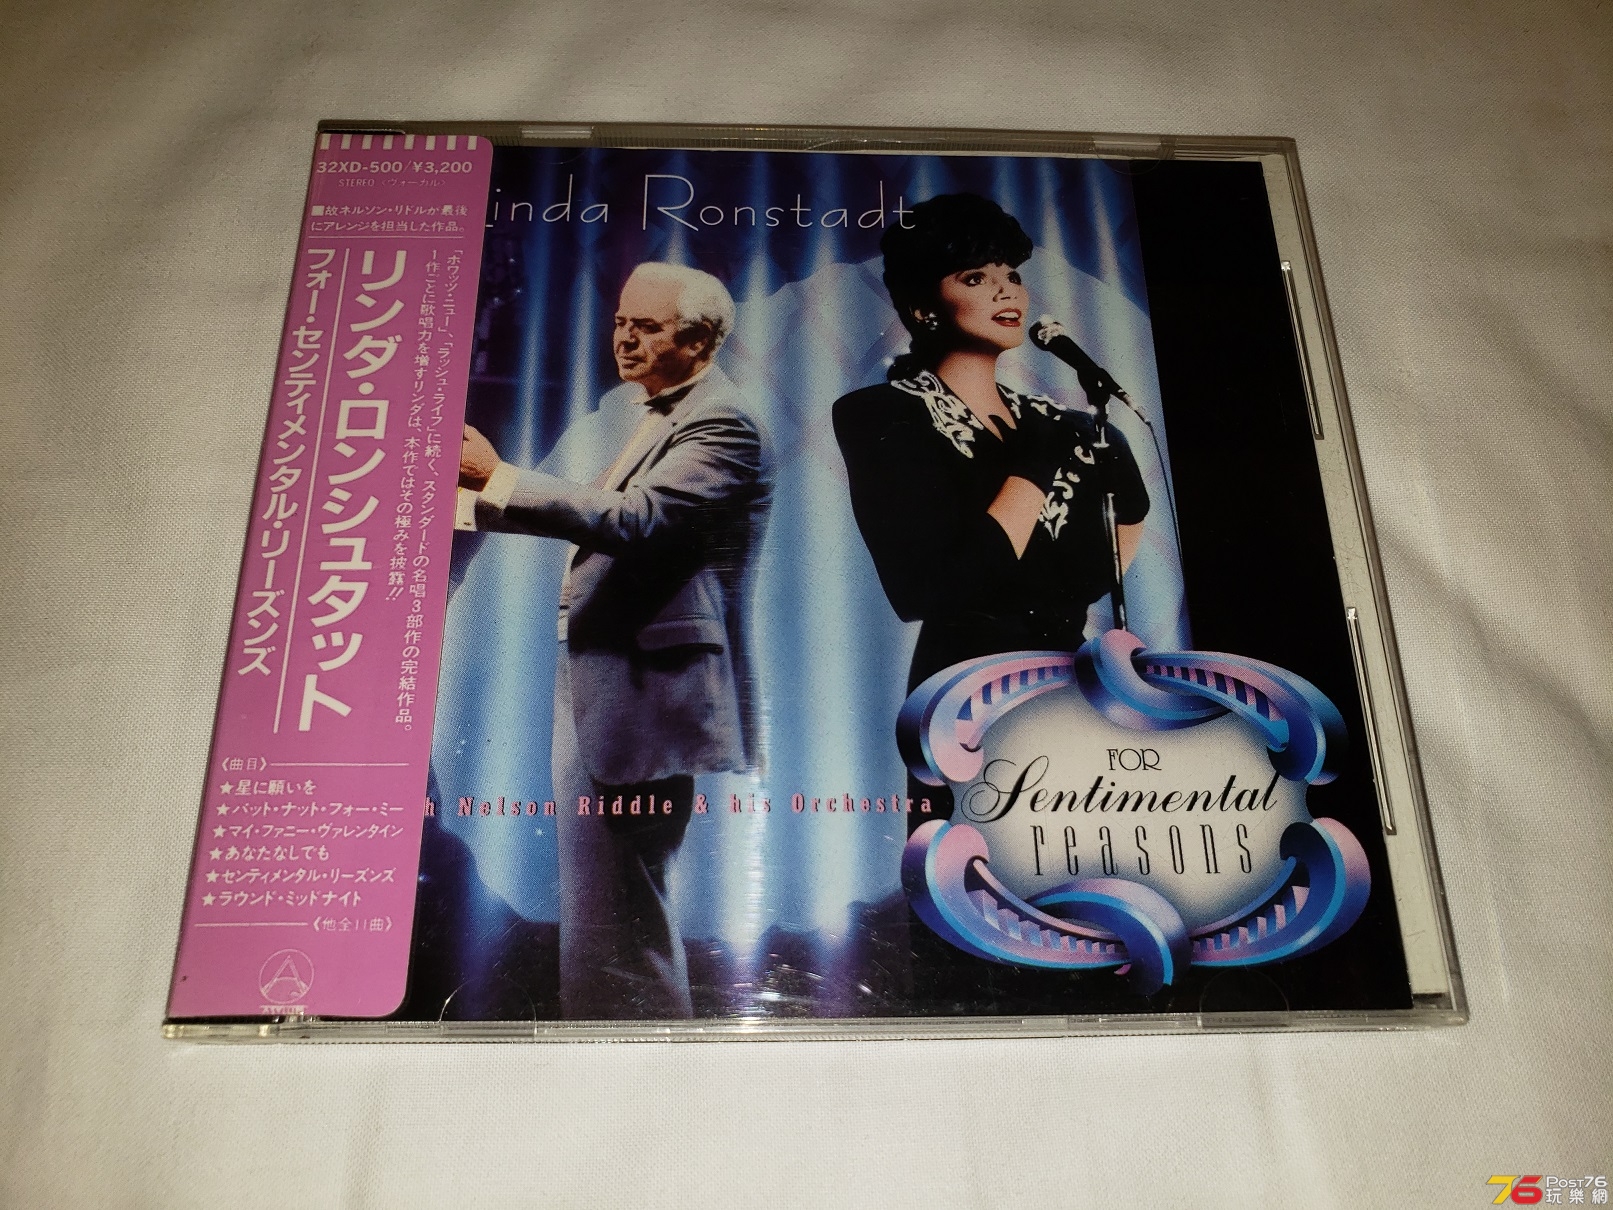 32XD-500/¥3,200
STEREO〈ヴォーカル〉
■故ネルソン・リドルが最後
にアレンジを担当した作品。
「ホワッツ・ニュー」、「ラッシュ・ライフ」に続く、スタンダードの名唱3部作の完結作品。
1作ごとに歌唱力を増すリンダは、本作ではその極みを披露!!
リンダ・ロンシュタット
フォー・センティメンタル・リーズンズ
《曲目》
★星に願いを
★バット・ナット・フォー・ミー
★マイ・ファニー・ヴァレンタイン
★あなたなしでも
★センティメンタル・リーズンズ
★ラウンド・ミッドナイト
《他全11曲》
inda Ronstadt
h Nelson Riddle & his Orchestra
FOR
Sentimental
reasons
76 POST76
玩樂網